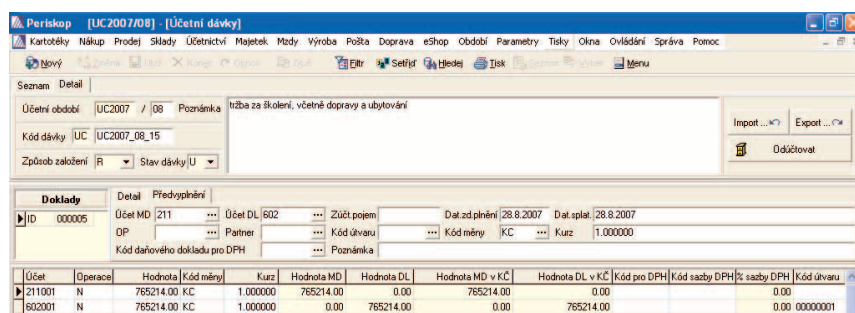 Periskop [UC2007/08] - [Účetní dávky]
Kartotéky Nákup Prodej Sklady Účetnictví Majetek Mzdy Výroba Pošta Doprava eShop Období Parametry Tisky Okna Ovládání Správa Pomoc
Nový Filtr Setřiď Hledej Tisk Menu
Seznam Detail
Účetní období UC2007 / 08 Poznámka tržba za školení, včetně dopravy a ubytování
Import ... Export ...
Kód dávky UC UC2007_08_15
Odúčtovat
Způsob založení R Stav dávky U
Doklady Detail Předvyplnění
ID 000005 Účet MD 211 ... Účet DL 602 ... Zúčt.pojem Dat.zd.plnění 28.8.2007 Dat.splat. 28.8.2007
OP ... Partner ... Kód útvaru ... Kód měny KC ... Kurz 1.000000
Kód daňového dokladu pro DPH ... Poznámka
Účet Operace Hodnota Kód měny Kurz Hodnota MD Hodnota DL Hodnota MD v KČ Hodnota DL v KČ Kód pro DPH Kód sazby DPH % sazby DPH Kód útvaru
211001 N 765214.00 KC 1.000000 765214.00 0.00 765214.00 0.00 0.00
602001 N 765214.00 KC 1.000000 0.00 765214.00 0.00 765214.00 0.00 00000001